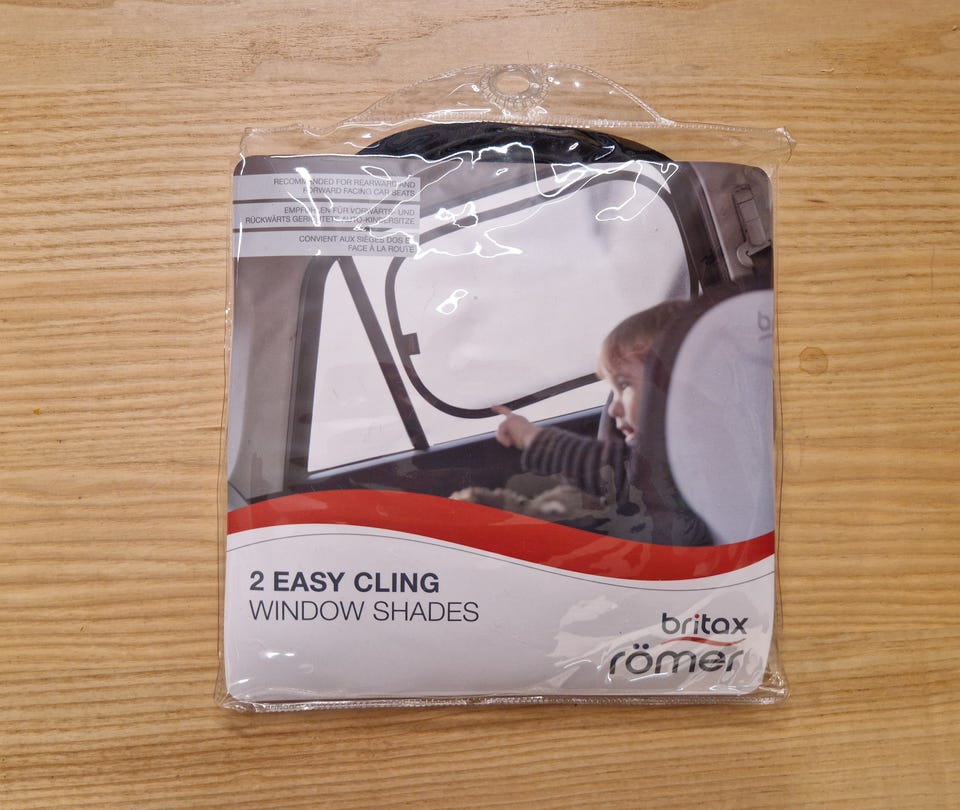 RECOMMENDED FOR REARWARD AND
FORWARD FACING CAR SEATS
EMPFOHLEN FÜR VORWÄRTS- UND
RÜCKWÄRTS GERICHTETE AUTO-KINDERSITZE
CONVIENT AUX SIÈGES DOS ET
FACE À LA ROUTE
2 EASY CLING
WINDOW SHADES
britax
römer